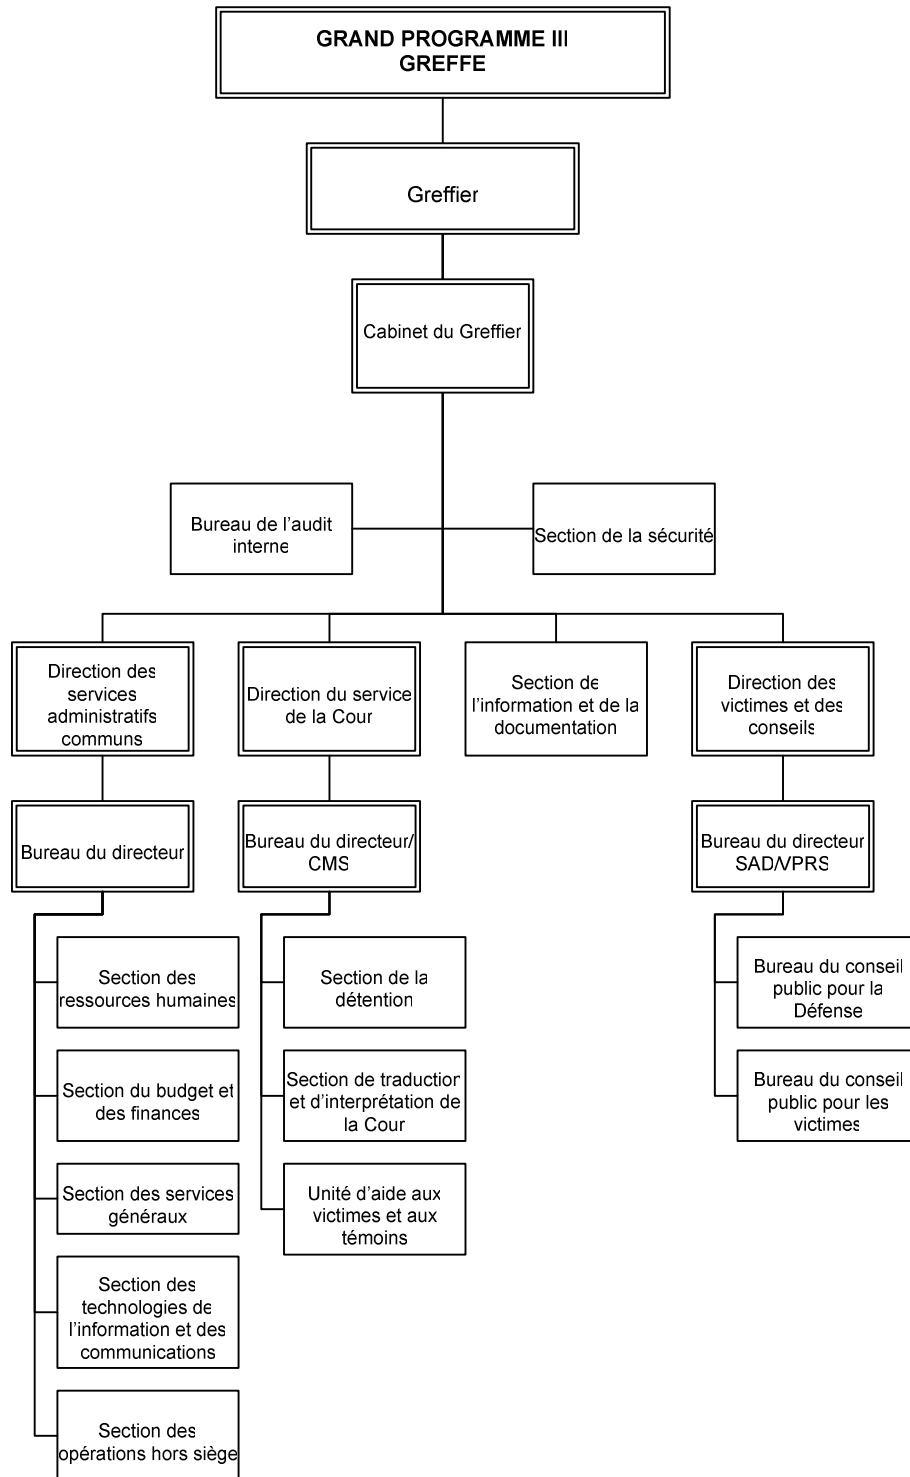 GRAND PROGRAMME III
GREFFE
Greffier
Cabinet du Greffier
Bureau de l’audit
interne
Section de la sécurité
Direction des
services
administratifs
communs
Direction du service
de la Cour
Section de
l’information et de la
documentation
Direction des
victimes et des
conseils
Bureau du directeur
Bureau du directeur/
CMS
Bureau du directeur
SAD/VPRS
Section des
ressources humaines
Section de la
détention
Bureau du conseil
public pour la
Défense
Section du budget et
des finances
Section de traduction
et d’interprétation de
la Cour
Bureau du conseil
public pour les
victimes
Section des services
généraux
Unité d’aide aux
victimes et aux
témoins
Section des
technologies de
l’information et des
communications
Section des
opérations hors siège